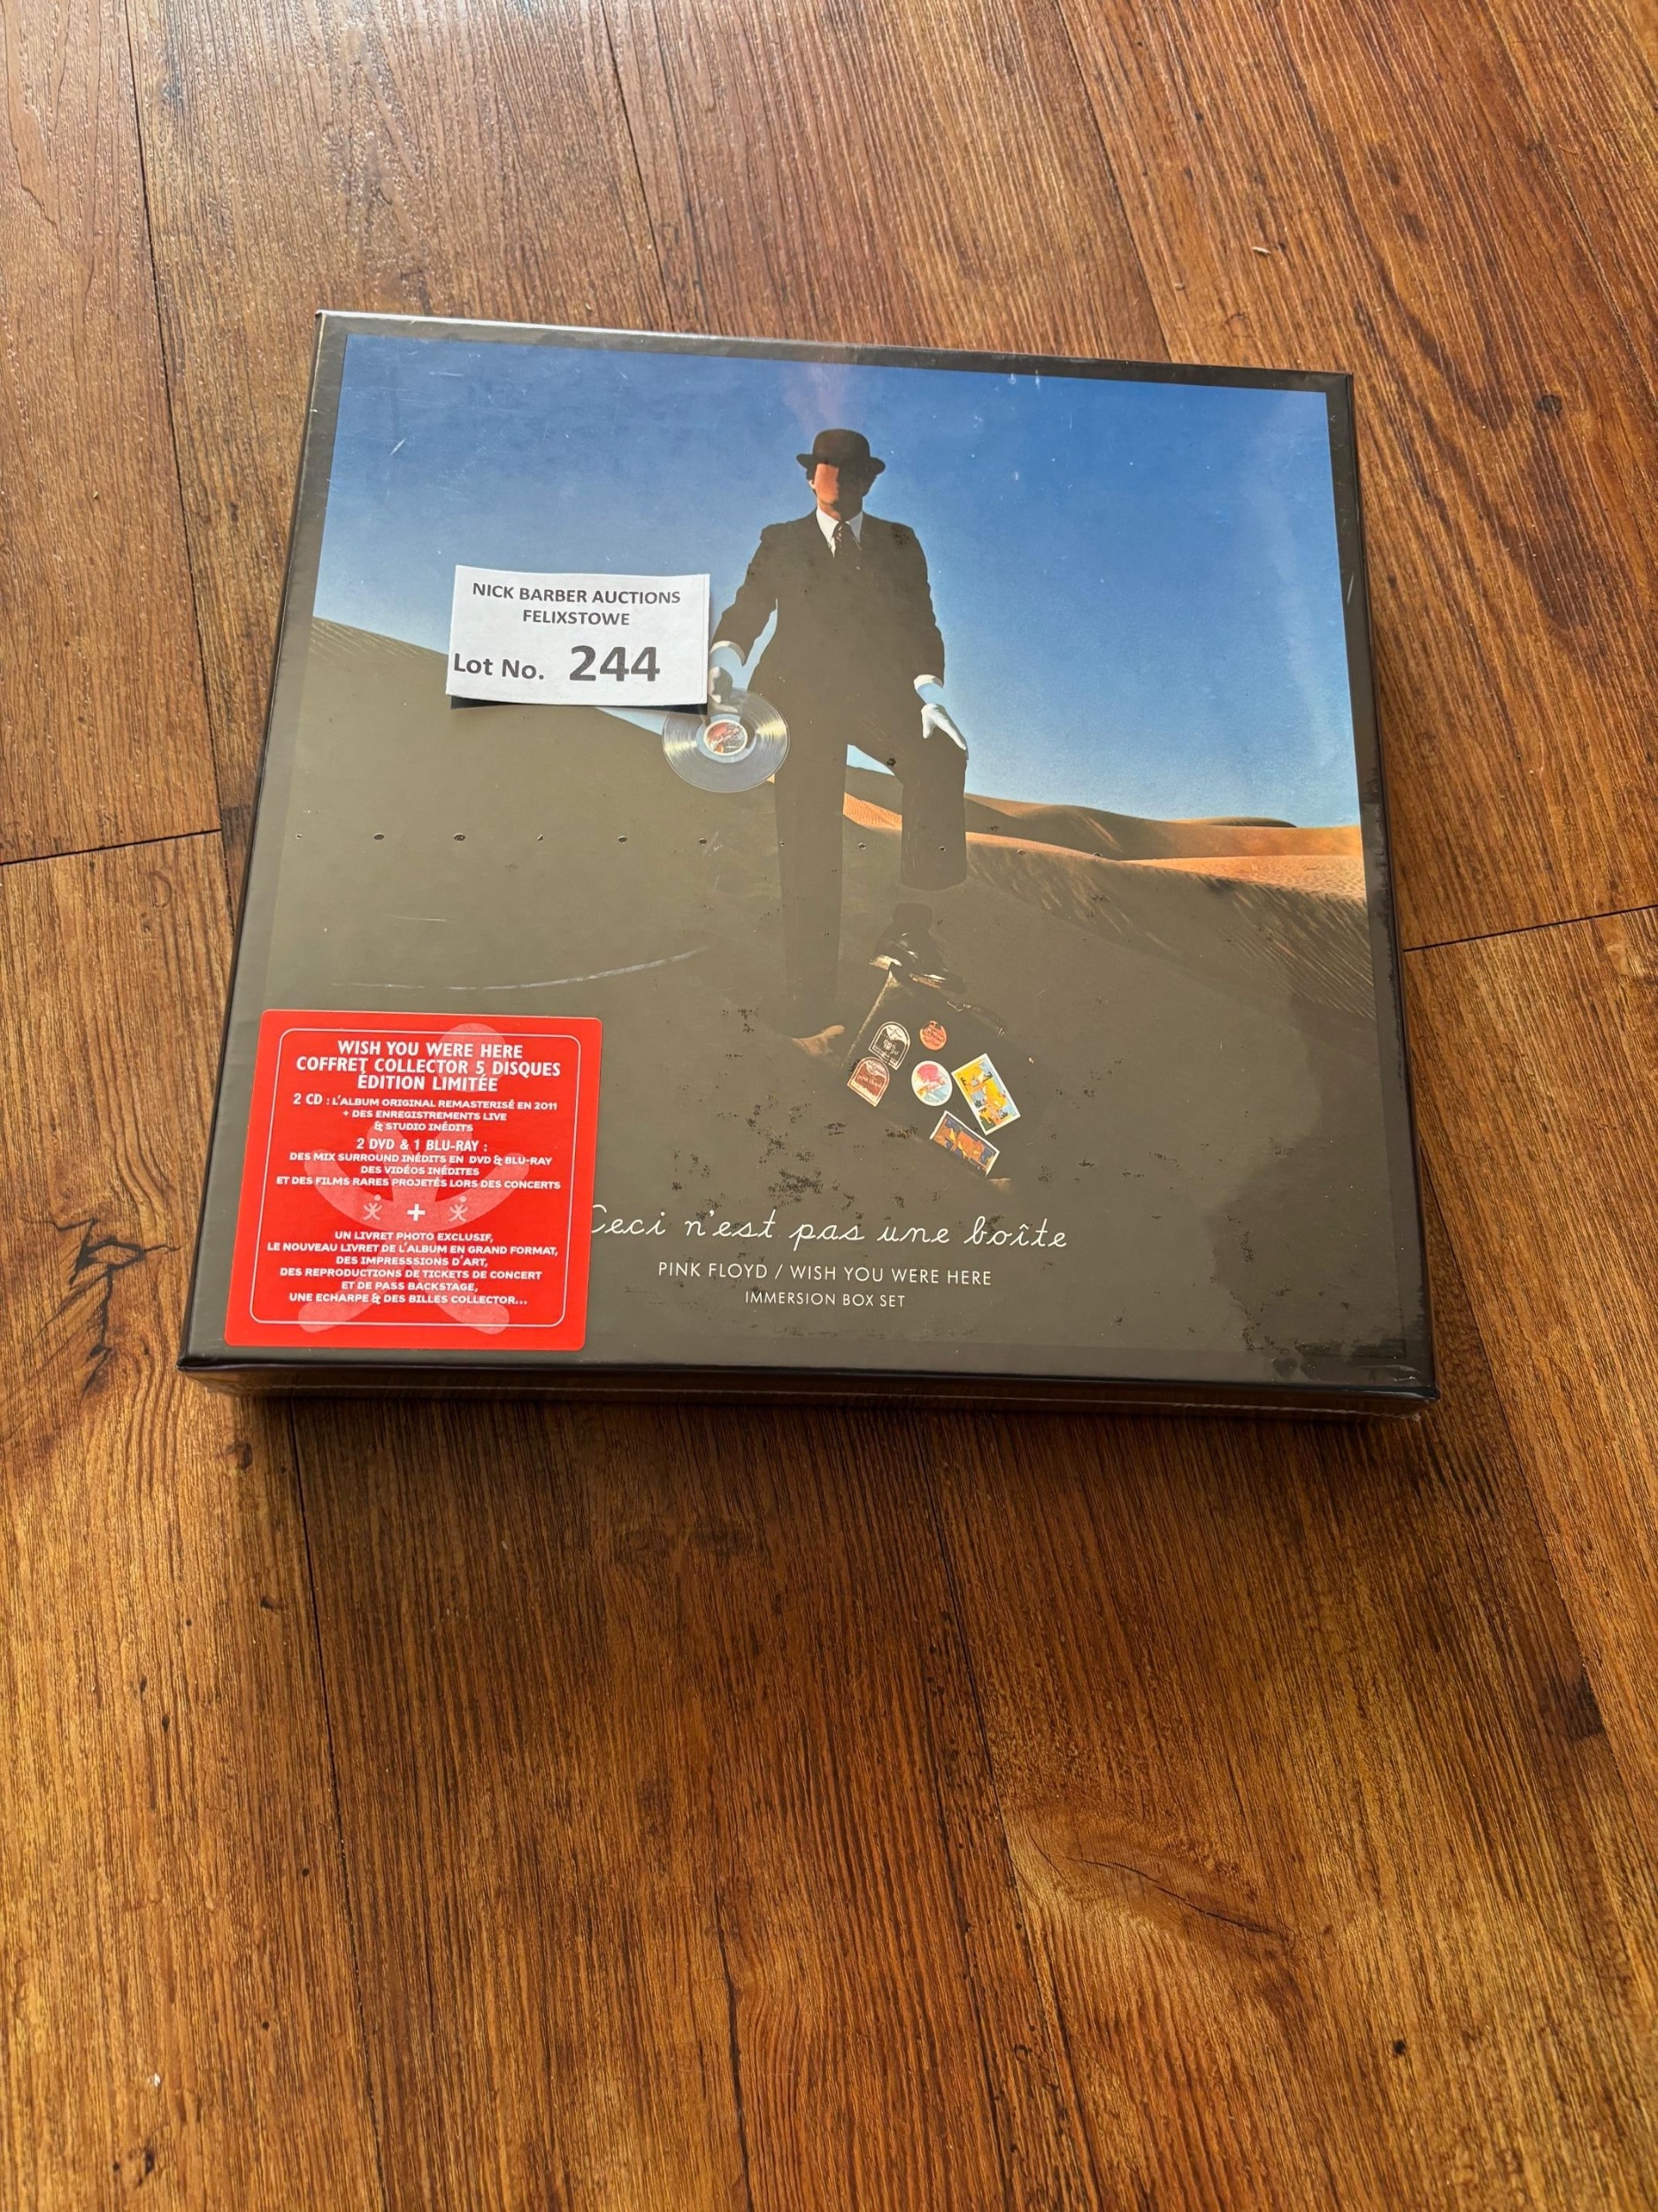 NICK BARBER AUCTIONS
FELIXSTOWE
Lot No. 244
WISH YOU WERE HERE
COFFRET COLLECTOR 5 DISQUES
ÉDITION LIMITÉE
2 CD : L'ALBUM ORIGINAL REMASTERISÉ EN 2011
+ DES ENREGISTREMENTS LIVE
& STUDIO INÉDITS
2 DVD & 1 BLU-RAY :
DES MIX SURROUND INÉDITS EN DVD & BLU-RAY
DES VIDÉOS INÉDITES
ET DES FILMS RARES PROJETÉS LORS DES CONCERTS
+
UN LIVRET PHOTO EXCLUSIF,
LE NOUVEAU LIVRET DE L'ALBUM EN GRAND FORMAT,
DES IMPRESSSIONS D'ART,
DES REPRODUCTIONS DE TICKETS DE CONCERT
ET DE PASS BACKSTAGE,
UNE ECHARPE & DES BILLES COLLECTOR...
Ceci n'est pas une boîte
PINK FLOYD / WISH YOU WERE HERE
IMMERSION BOX SET